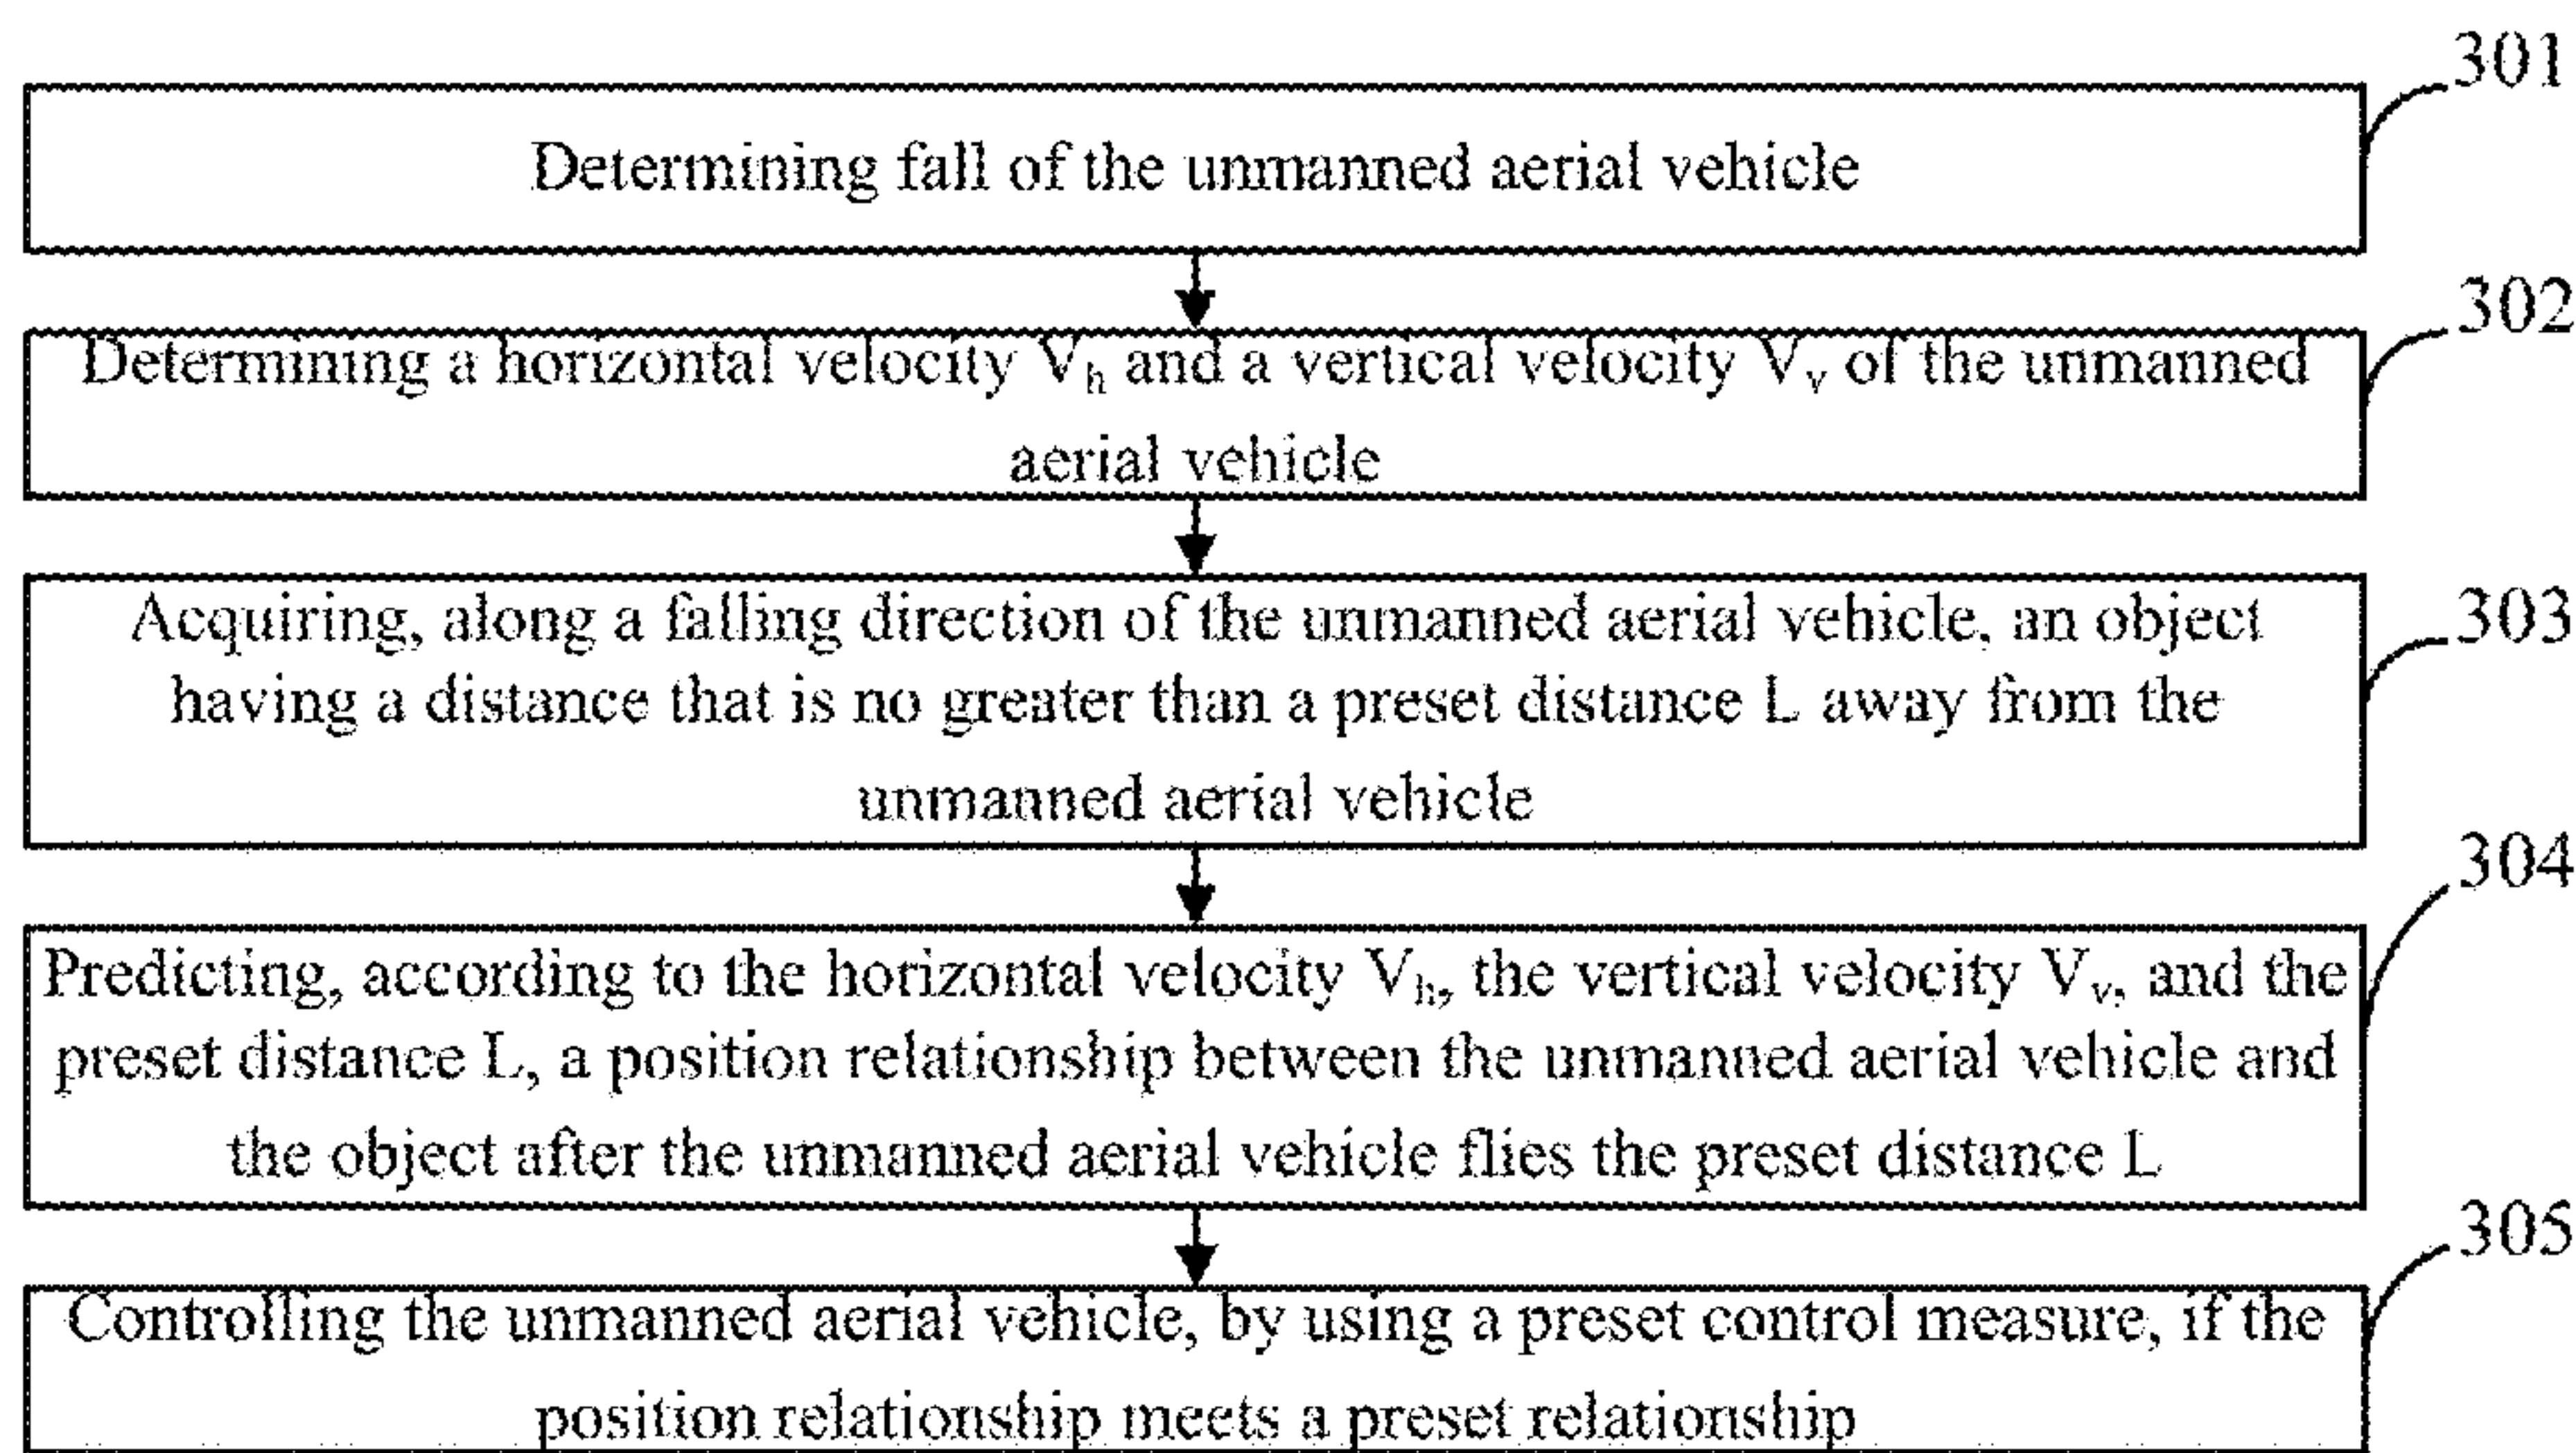 301
Determining fall of the unmanned aerial vehicle
302
Determining a horizontal velocity Vh and a vertical velocity Vv of the unmanned
aerial vehicle
303
Acquiring, along a falling direction of the unmanned aerial vehicle, an object
having a distance that is no greater than a preset distance L away from the
unmanned aerial vehicle
304
Predicting, according to the horizontal velocity Vh, the vertical velocity Vv, and the
preset distance L, a position relationship between the unmanned aerial vehicle and
the object after the unmanned aerial vehicle flies the preset distance L
305
Controlling the unmanned aerial vehicle, by using a preset control measure, if the
position relationship meets a preset relationship